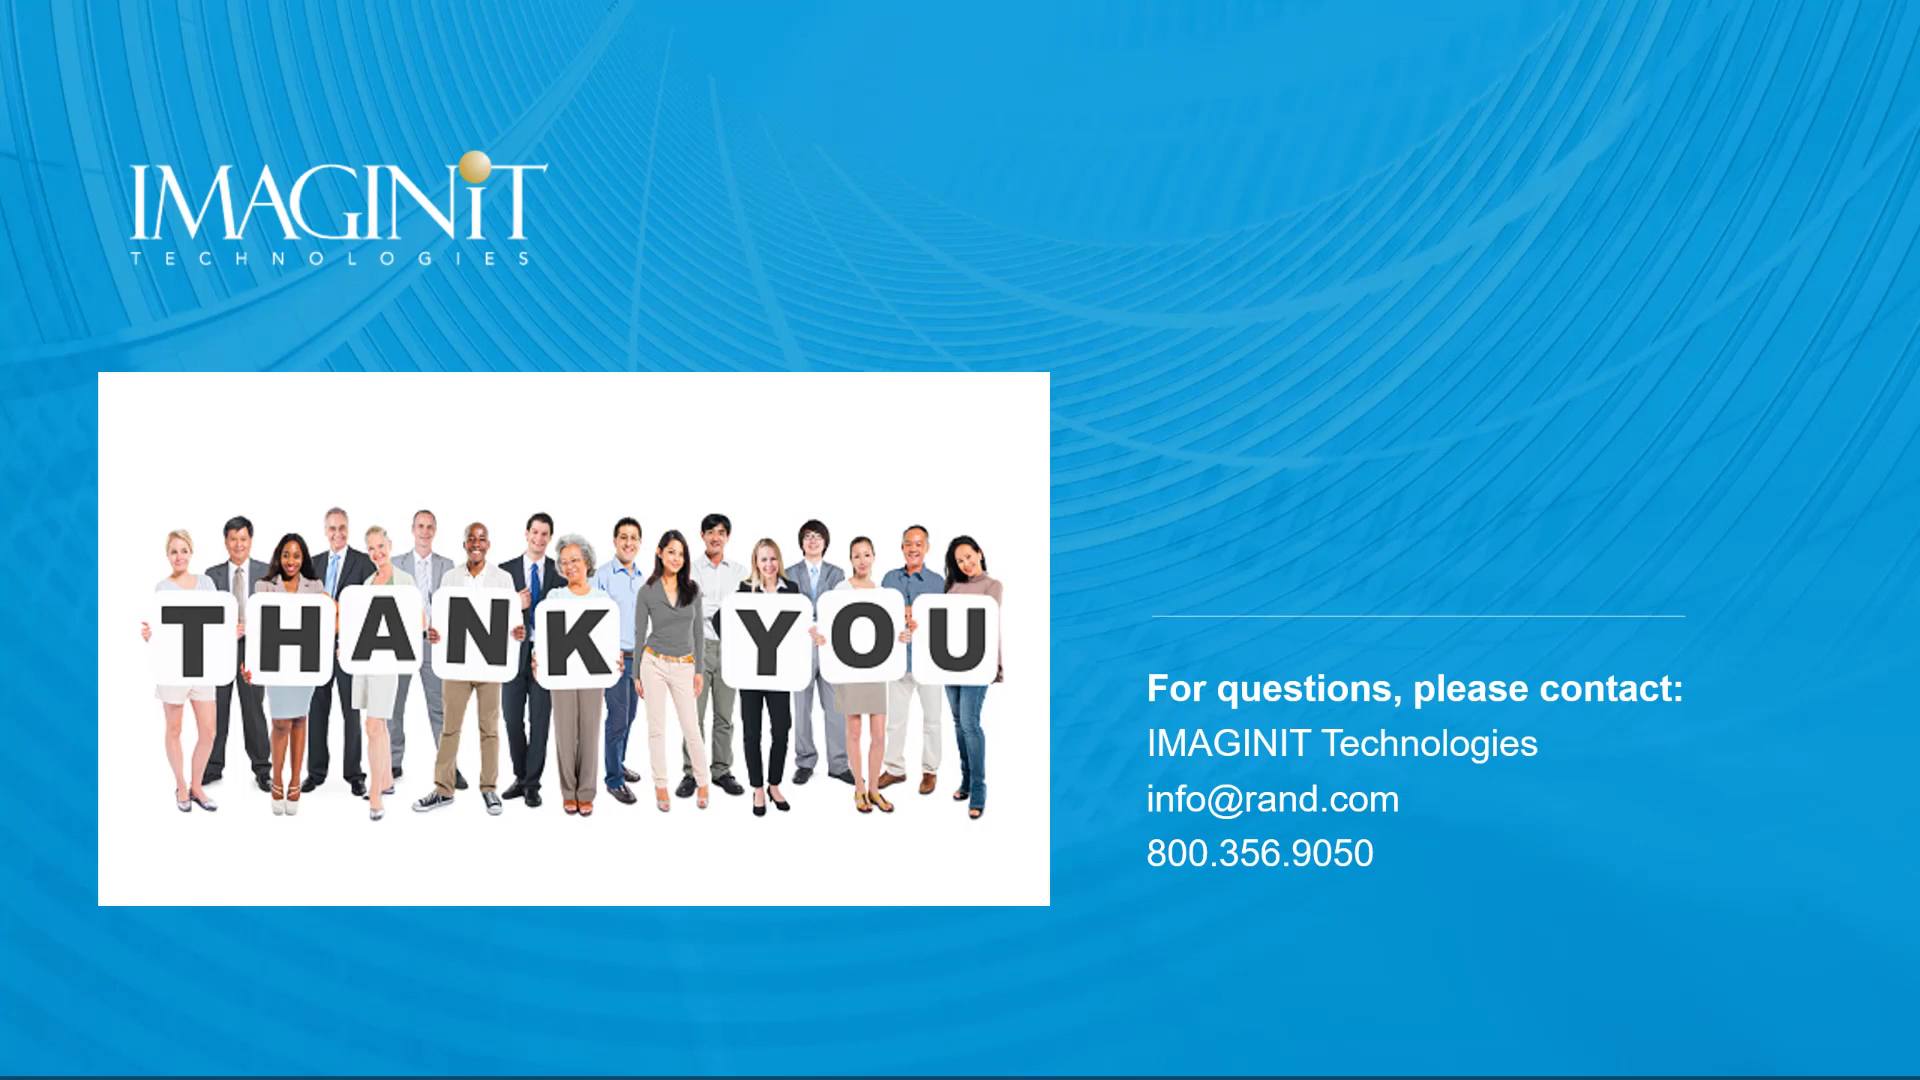 IMAGINiT
TECHNOLOGIES
THANK YOU
For questions, please contact:
IMAGINIT Technologies
info@rand.com
800.356.9050